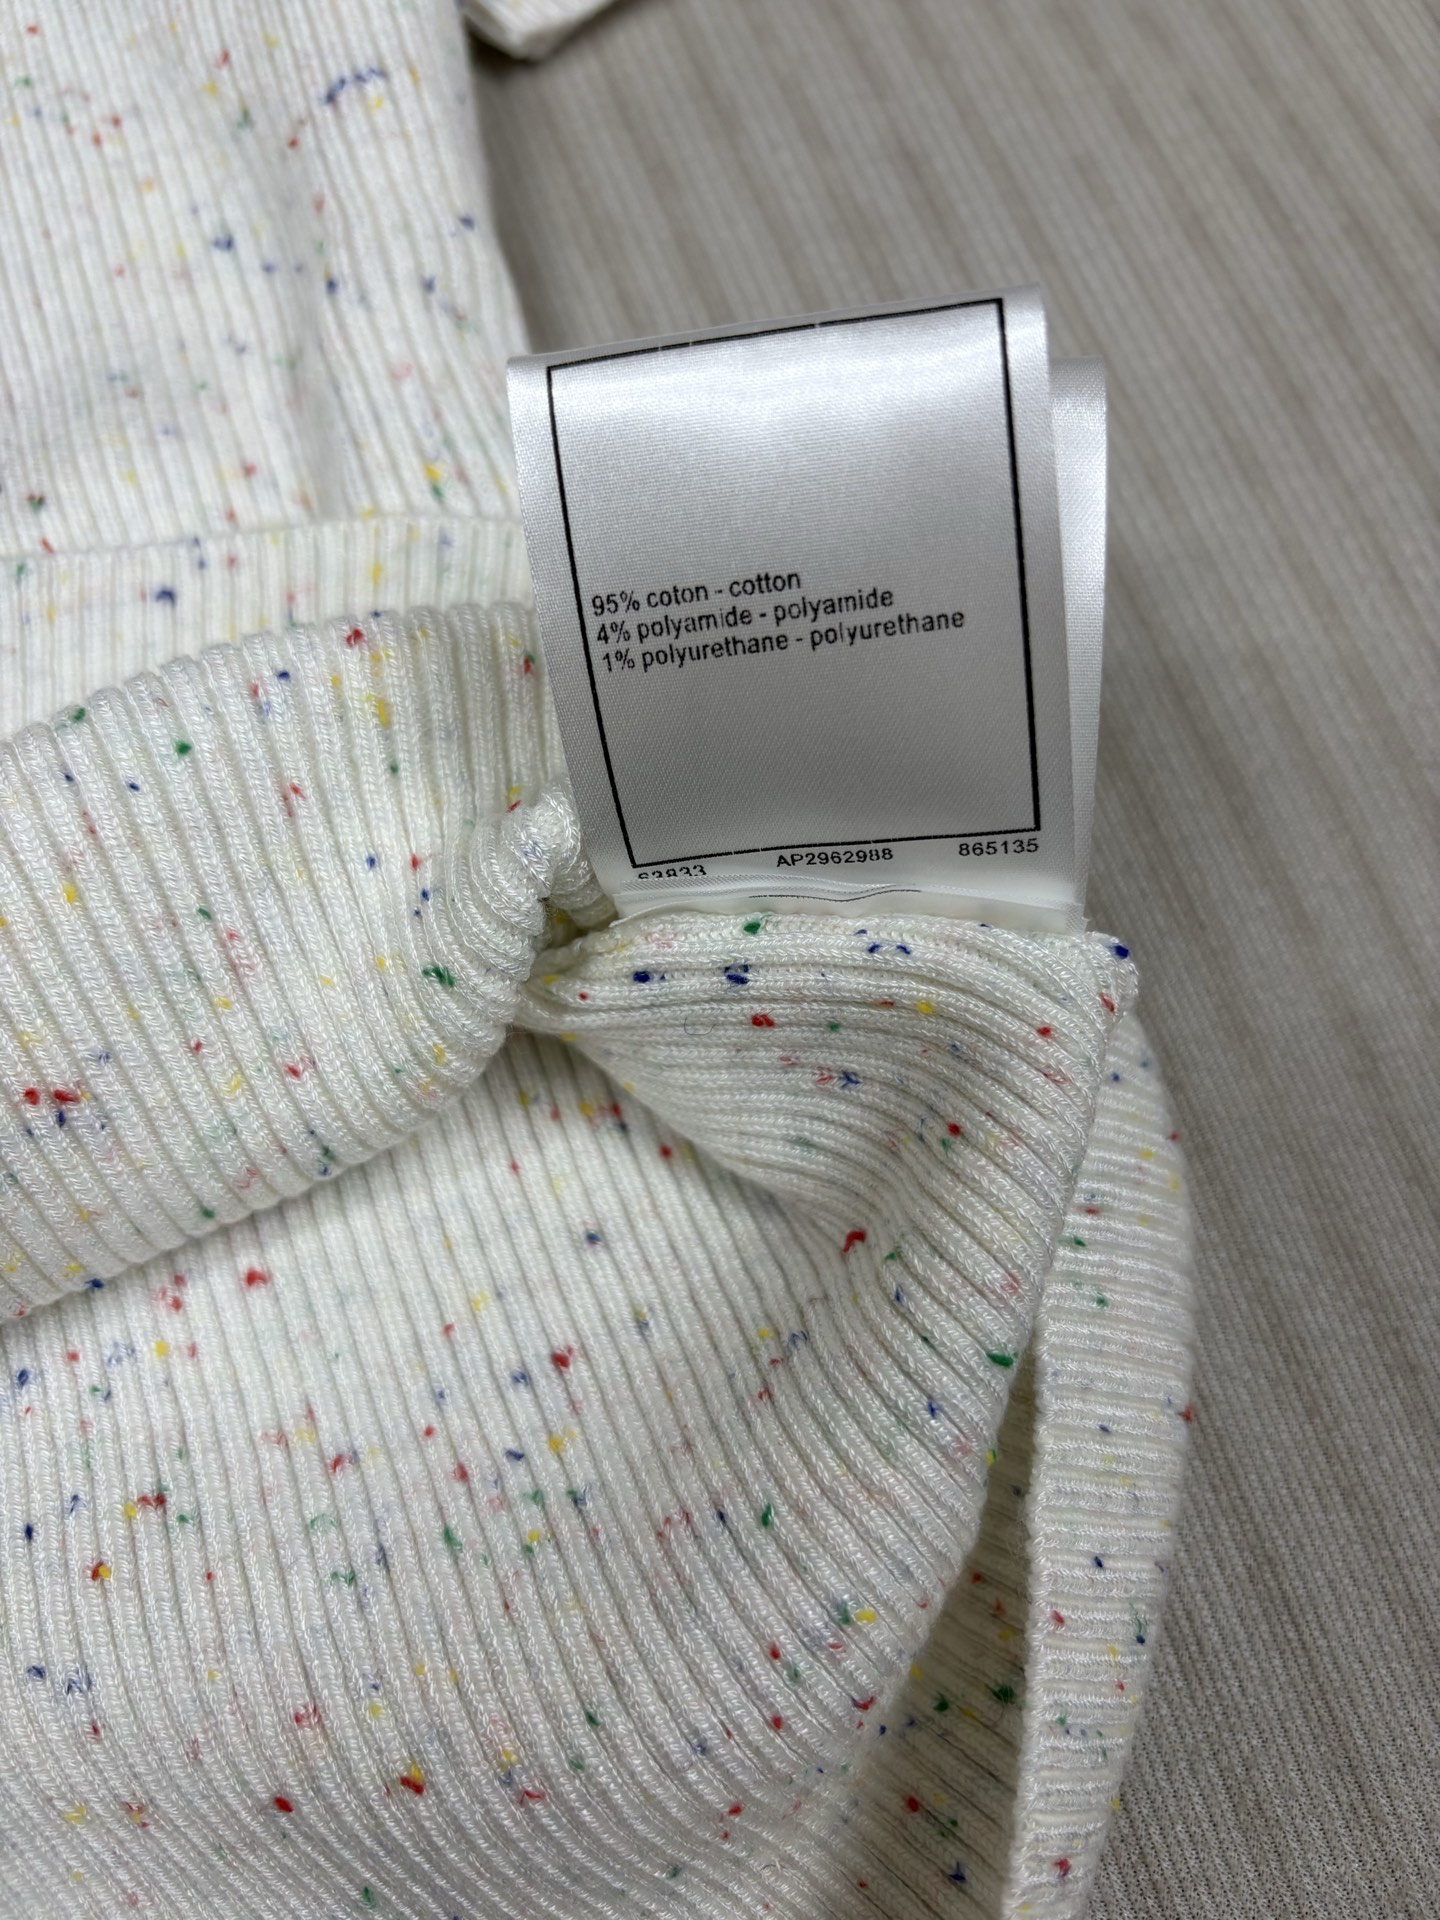 95% coton - cotton
4% polyamide - polyamide
1% polyurethane - polyurethane
AP2962988 865135